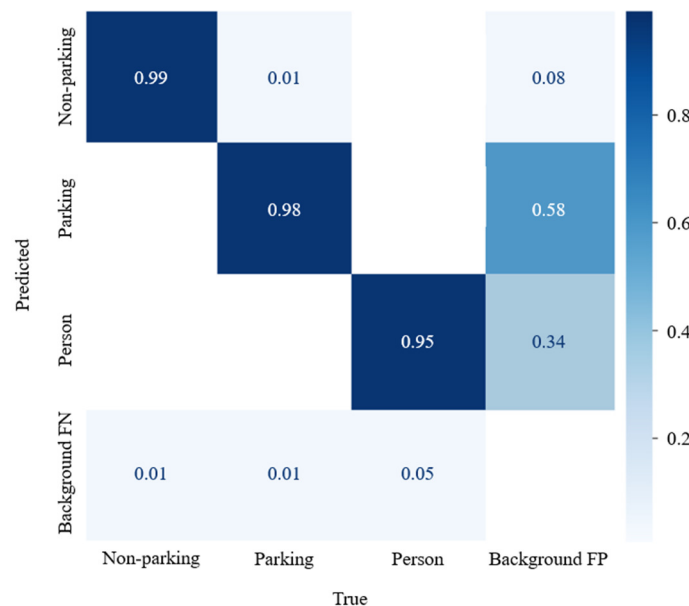 Non-parking
0.99
0.01
0.08
0.8
Parking
0.98
0.58
0.6
Predicted
Person
0.95
0.34
0.4
0.2
Background FN
0.01
0.01
0.05
Non-parking
Parking
Person
Background FP
True